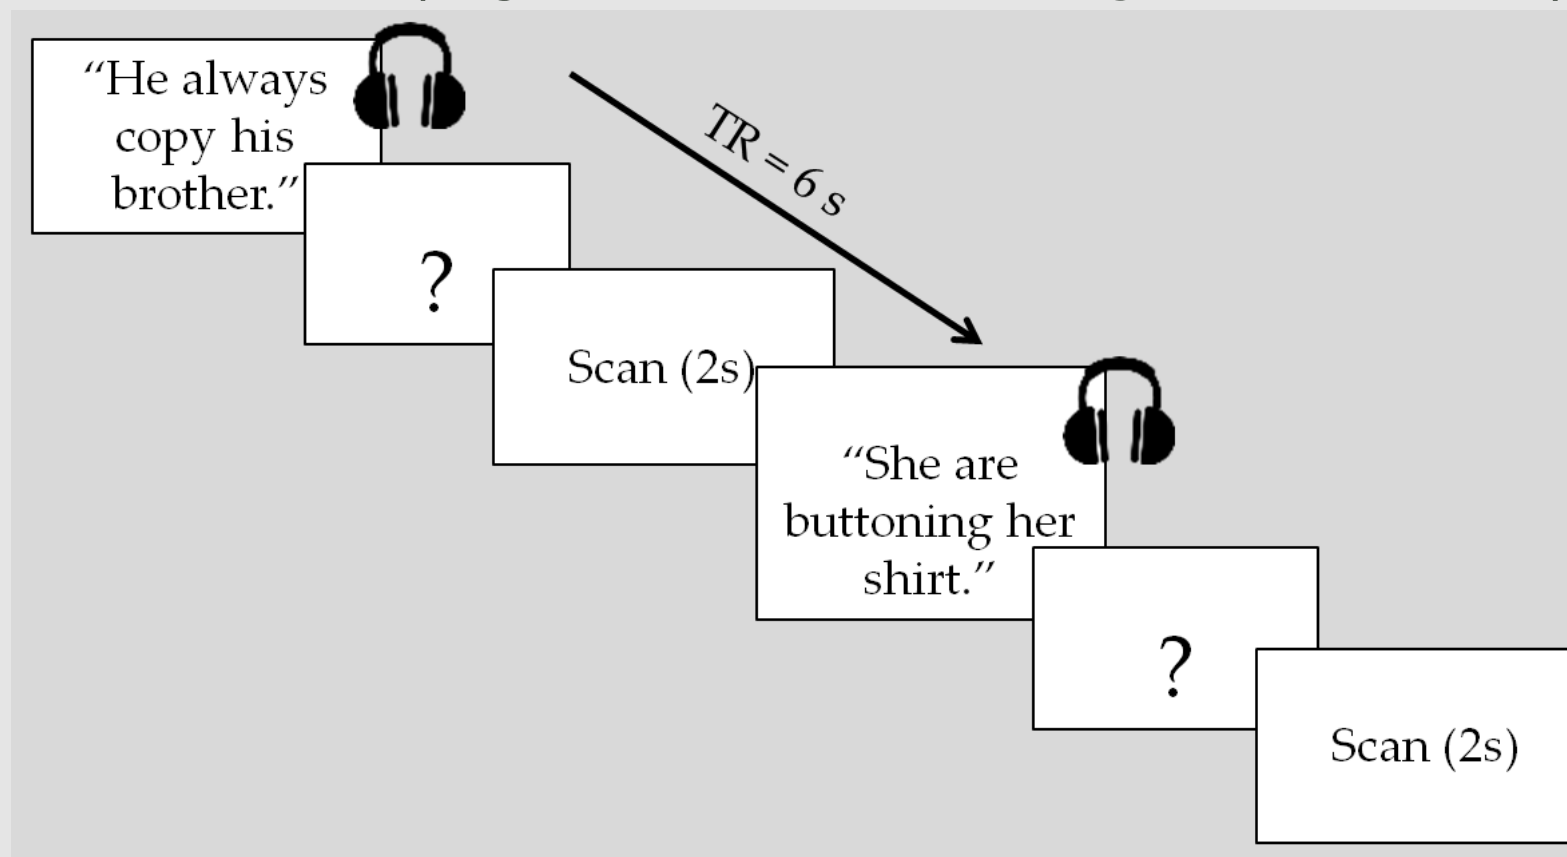 “He always
copy his
brother.”
TR = 6 s
?
Scan (2s)
“She are
buttoning her
shirt.”
?
Scan (2s)